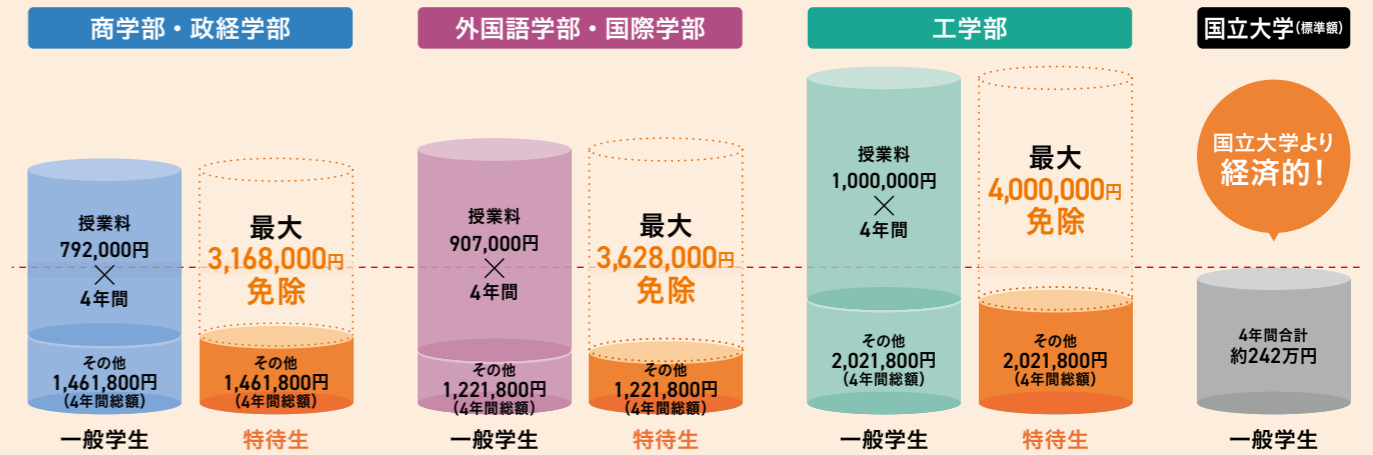 商学部・政経学部
授業料
792,000円
×
4年間
その他
1,461,800円
(4年間総額)
一般学生
最大
3,168,000円
免除
その他
1,461,800円
(4年間総額)
特待生
外国語学部・国際学部
授業料
907,000円
×
4年間
その他
1,221,800円
(4年間総額)
一般学生
最大
3,628,000円
免除
その他
1,221,800円
(4年間総額)
特待生
工学部
授業料
1,000,000円
×
4年間
その他
2,021,800円
(4年間総額)
一般学生
最大
4,000,000円
免除
その他
2,021,800円
(4年間総額)
特待生
国立大学(標準額)
国立大学より
経済的!
4年間合計
約242万円
一般学生